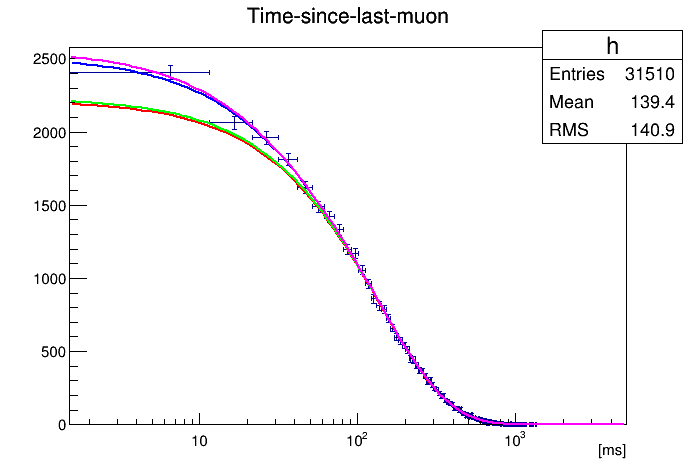 Time-since-last-muon
h
Entries 31510
Mean 139.4
RMS 140.9
2500
2000
1500
1000
500
0
10
10²
10³
[ms]